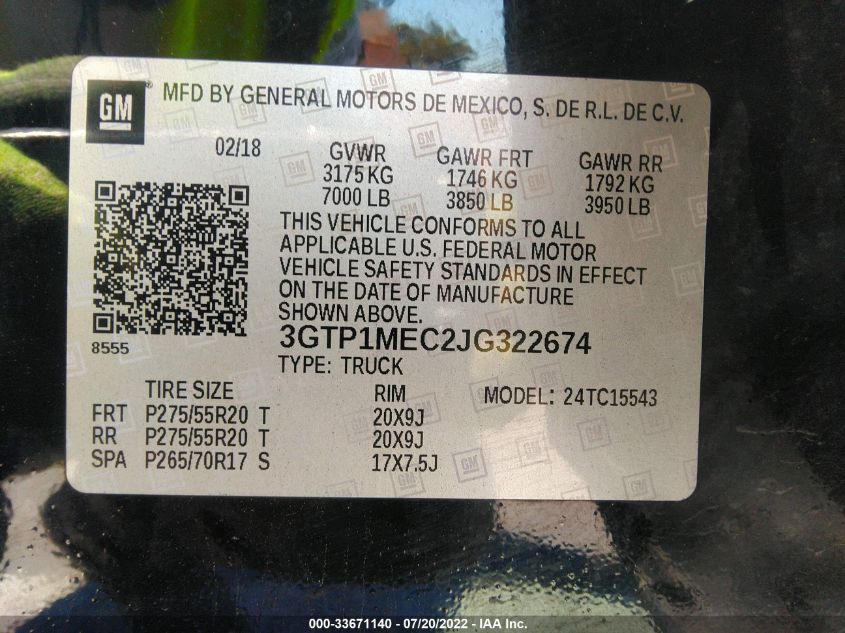 GM ® MFD BY GENERAL MOTORS DE MEXICO, S. DE R.L. DE C.V.
02/18 GVWR GAWR FRT GAWR RR
3175 KG 1746 KG 1792 KG
7000 LB 3850 LB 3950 LB
THIS VEHICLE CONFORMS TO ALL
APPLICABLE U.S. FEDERAL MOTOR
VEHICLE SAFETY STANDARDS IN EFFECT
ON THE DATE OF MANUFACTURE
SHOWN ABOVE.
3GTP1MEC2JG322674
8555
TYPE: TRUCK
TIRE SIZE RIM MODEL: 24TC15543
FRT P275/55R20 T 20X9J
RR P275/55R20 T 20X9J
SPA P265/70R17 S 17X7.5J
000-33671140 - 07/20/2022 - IAA Inc.